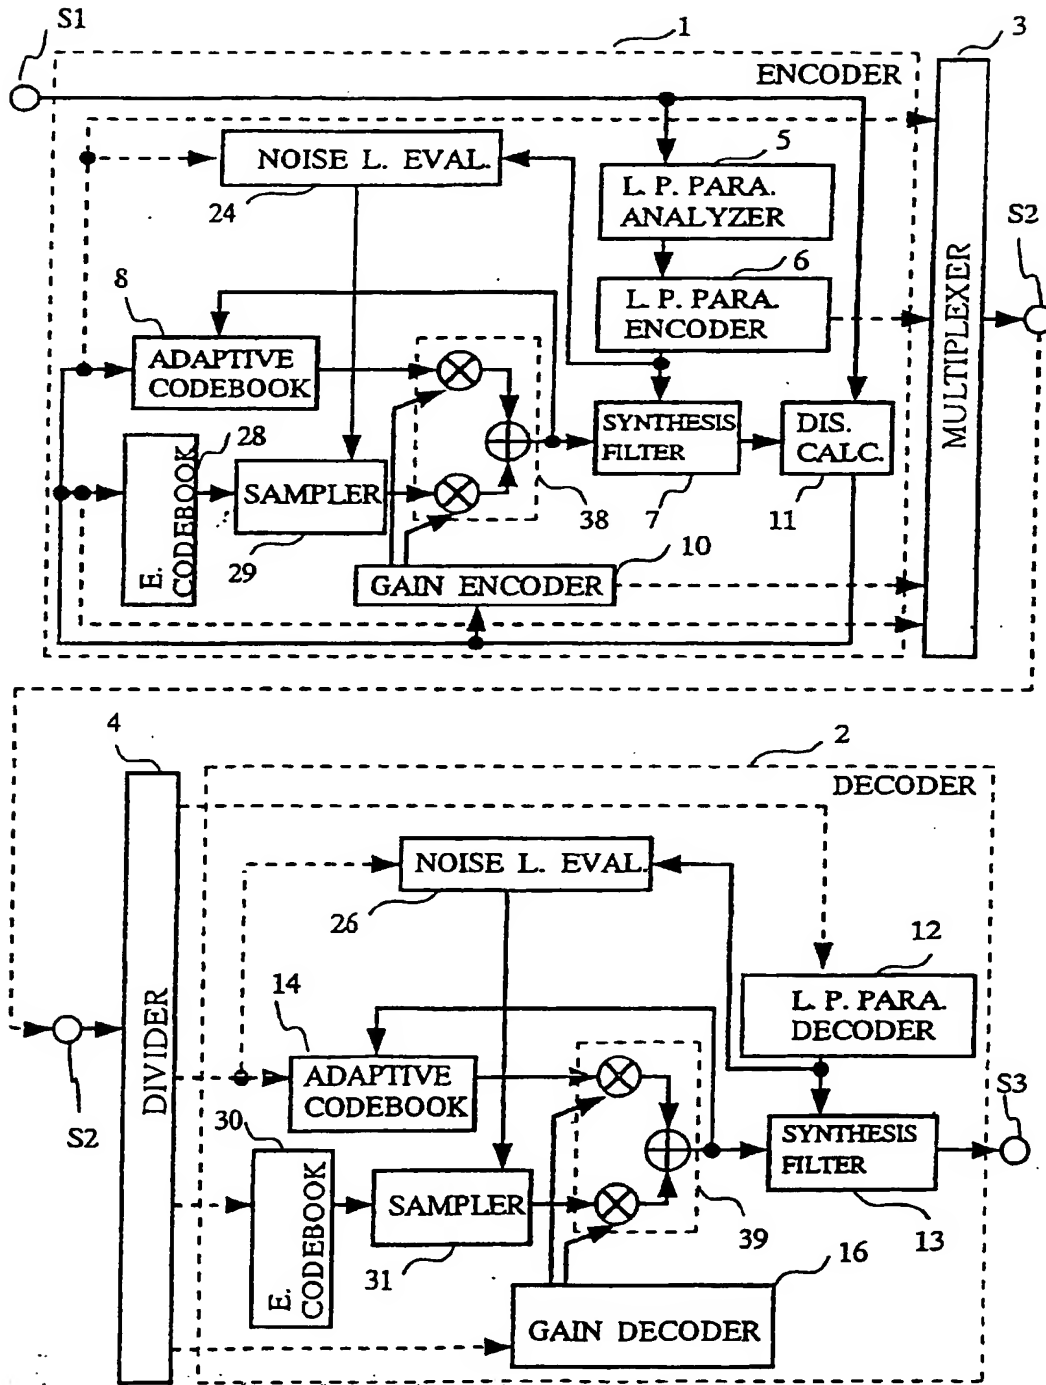 S1
1
3
ENCODER
NOISE L. EVAL.
24
5
L. P. PARA.
ANALYZER
S2
8
6
L. P. PARA.
ENCODER
MULTIPLEXER
ADAPTIVE
CODEBOOK
SYNTHESIS
FILTER
DIS.
CALC.
E.
CODEBOOK
28
SAMPLER
29
38
7
11
10
GAIN ENCODER
4
2
DECODER
NOISE L. EVAL.
26
12
L. P. PARA.
DECODER
14
DIVIDER
S2
ADAPTIVE
CODEBOOK
S3
SYNTHESIS
FILTER
30
E.
CODEBOOK
SAMPLER
31
39
13
16
GAIN DECODER